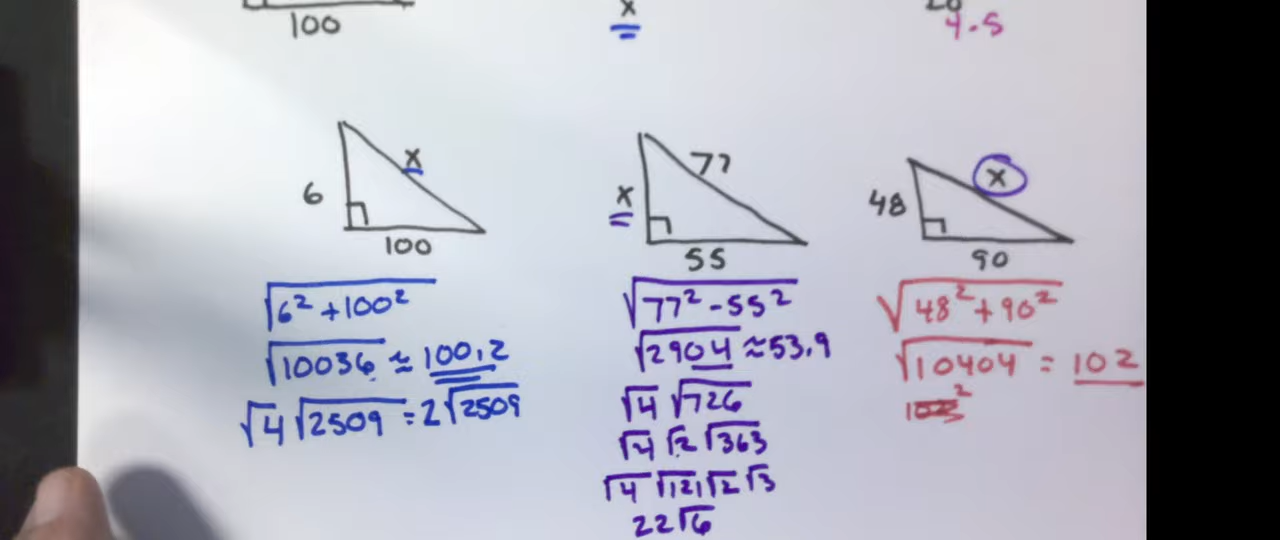 100 x 4.5
x 77 x
6 x 48
100 55 90
√6² + 100² √77² - 55² √48² + 90²
√10036 ≈ 100.2 √2904 ≈ 53.9 √10404 = 102
√4 √2509 = 2√2509 √4 √726
√4 √2 √363
√4 √121 √2 √3
22√6